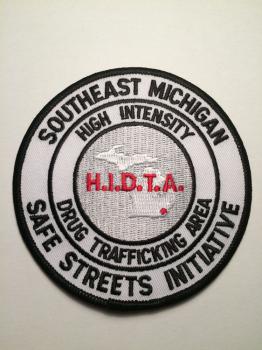 SOUTHEAST MICHIGAN
HIGH INTENSITY
H.I.D.T.A.
DRUG TRAFFICKING AREA
SAFE STREETS INITIATIVE